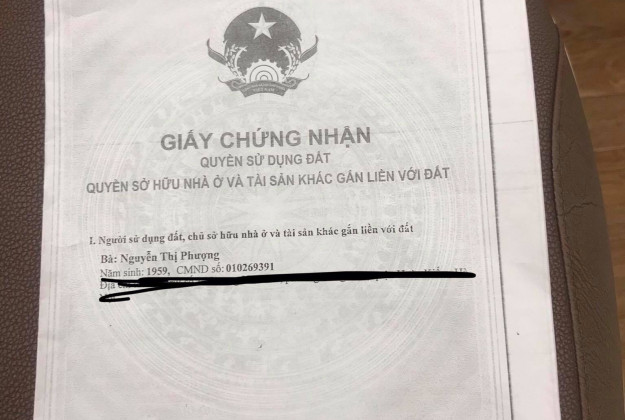 GIẤY CHỨNG NHẬN
QUYỀN SỬ DỤNG ĐẤT
QUYỀN SỞ HỮU NHÀ Ở VÀ TÀI SẢN KHÁC GẮN LIỀN VỚI ĐẤT
I. Người sử dụng đất, chủ sở hữu nhà ở và tài sản khác gắn liền với đất
Bà: Nguyễn Thị Phượng
Năm sinh: 1959, CMND số: 010269391
Địa